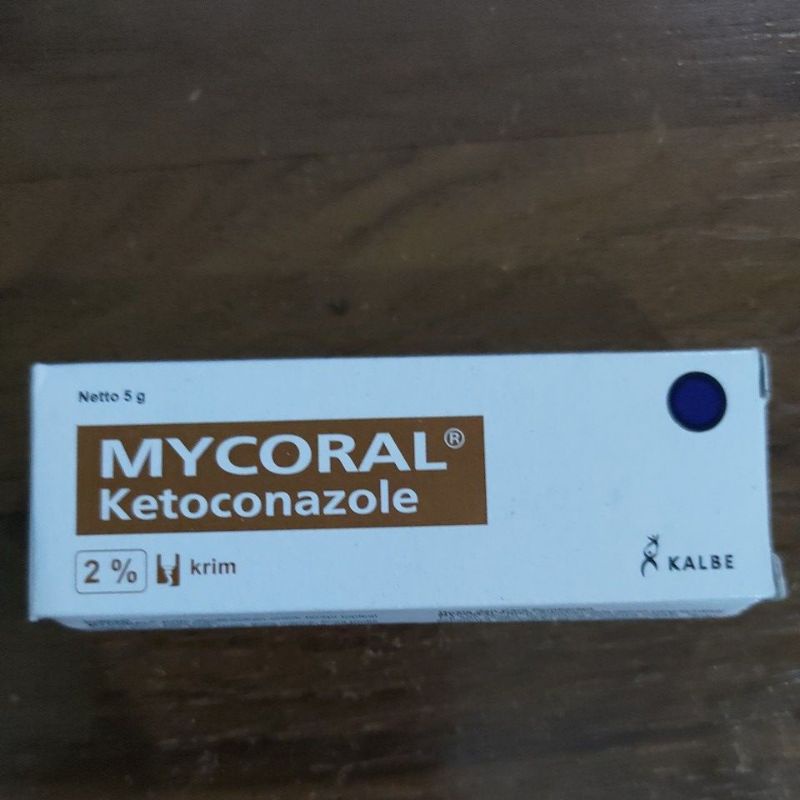 Netto 5 g
MYCORAL®
Ketoconazole
2 % krim
KALBE